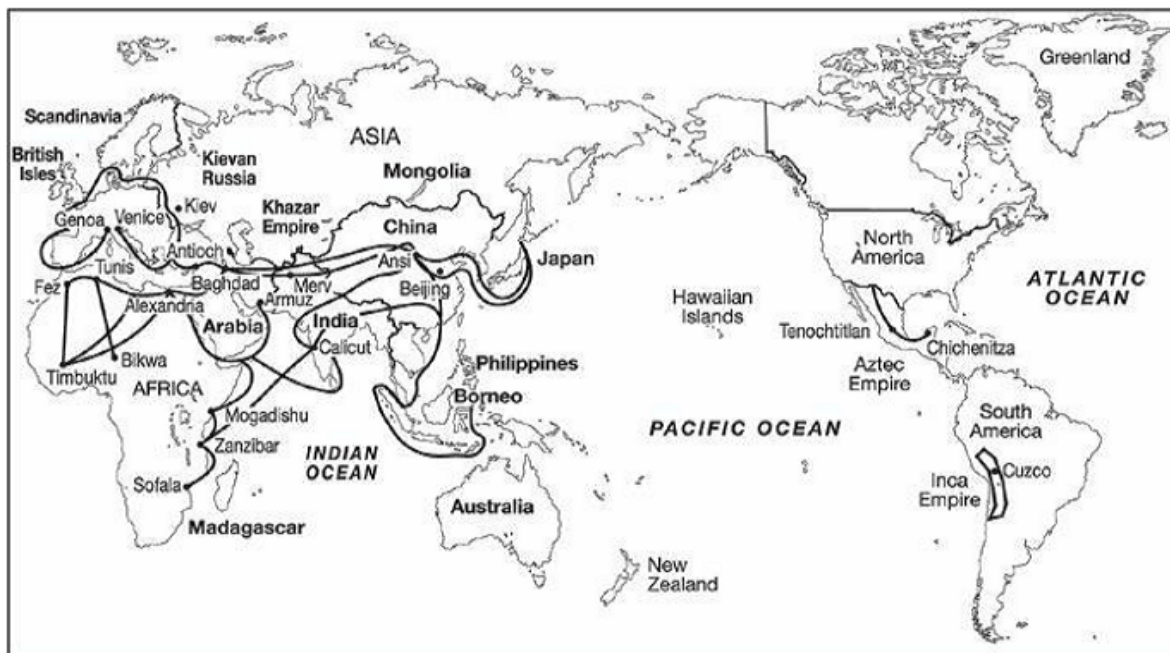 Greenland
Scandinavia
ASIA
British
Isles
Kievan
Russia
Mongolia
Kiev
Khazar
Empire
Genoa
Venice
China
North
America
Antioch
Ansi
Japan
ATLANTIC
OCEAN
Tunis
Baghdad
Merv
Beijing
Fez
Armuz
Alexandria
Hawaiian
Islands
Arabia
India
Tenochtitlan
Calicut
Chichenitza
Bikwa
Philippines
Timbuktu
AFRICA
Aztec
Empire
Borneo
Mogadishu
South
America
PACIFIC OCEAN
Zanzibar
INDIAN
OCEAN
Cuzco
Inca
Empire
Sofala
Australia
Madagascar
New
Zealand